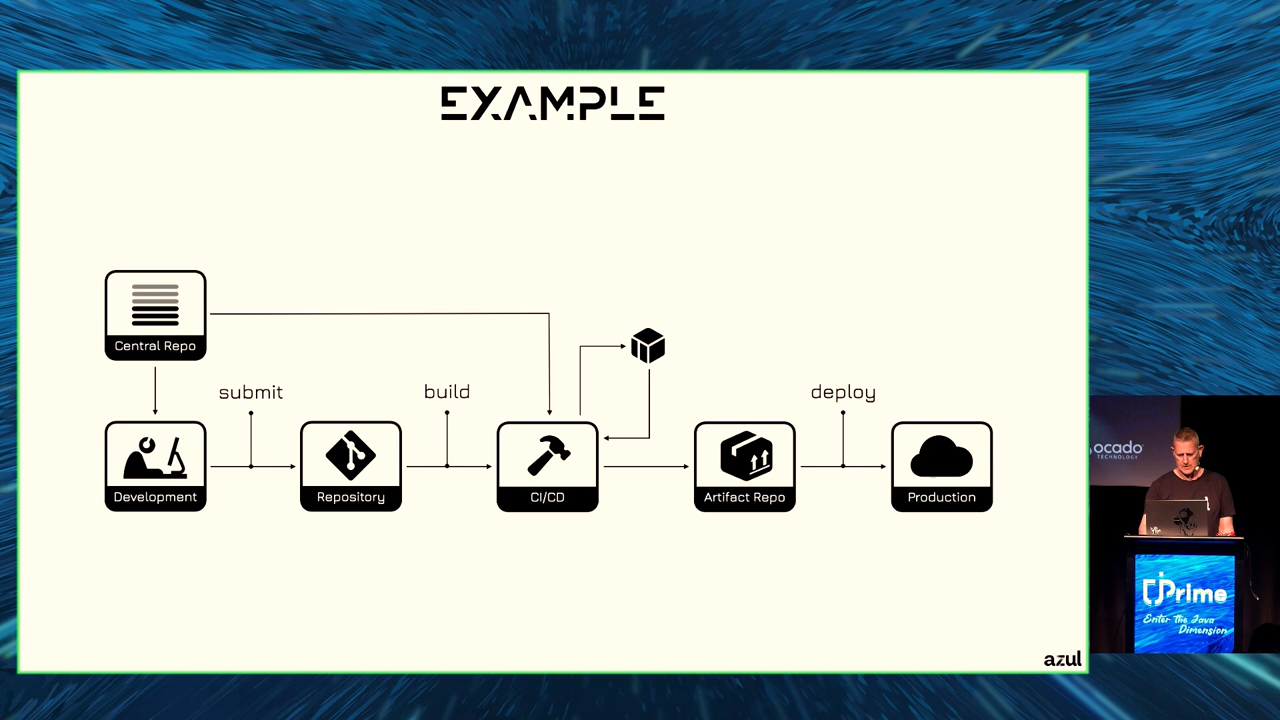 EXAMPLE
Central Repo
submit
build
deploy
Development
Repository
CI/CD
Artifact Repo
Production
azul
ocado
TECHNOLOGY
jPrime
Enter the Java
Dimension